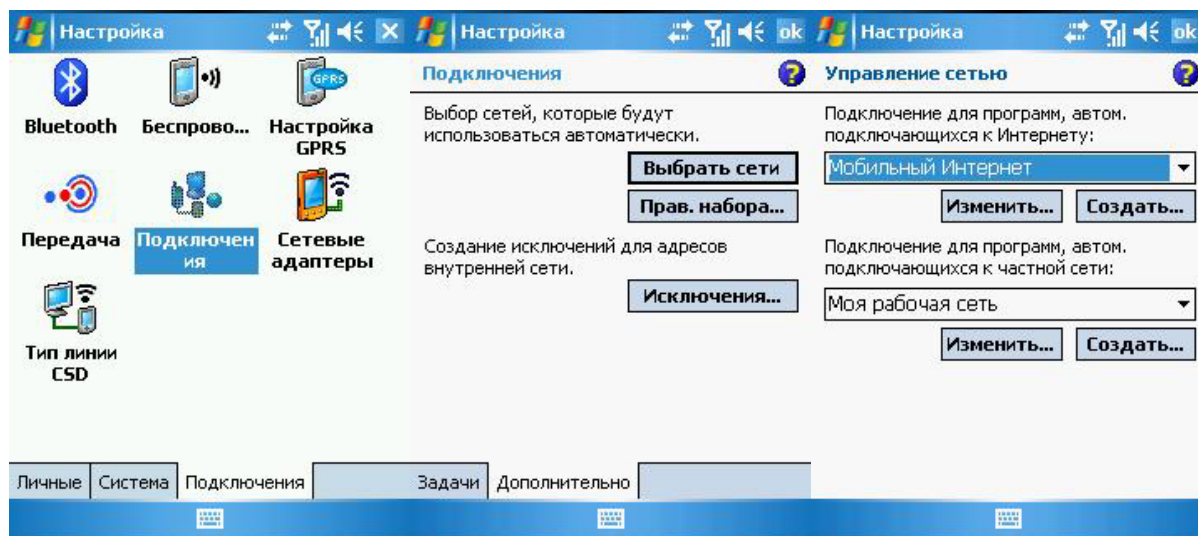 Настройка
Bluetooth
Беспрово...
Настройка
GPRS
GPRS
Передача
Подключен
ия
Сетевые
адаптеры
Тип линии
CSD
Личные
Система
Подключения
Настройка
ok
Подключения
Выбор сетей, которые будут
использоваться автоматически.
Выбрать сети
Прав. набора...
Создание исключений для адресов
внутренней сети.
Исключения...
Задачи
Дополнительно
Настройка
ok
Управление сетью
Подключение для программ, автом.
подключающихся к Интернету:
Мобильный Интернет
Изменить...
Создать...
Подключение для программ, автом.
подключающихся к частной сети:
Моя рабочая сеть
Изменить...
Создать...